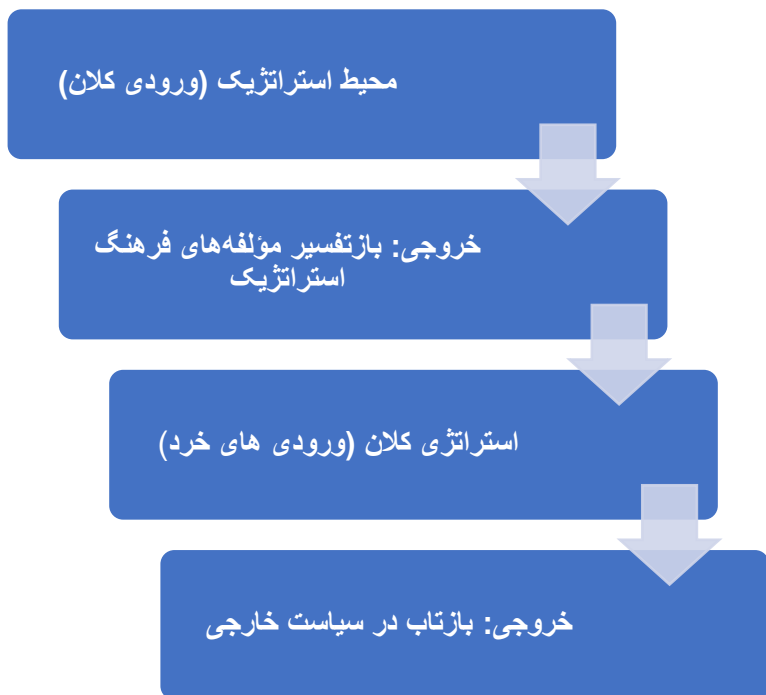 محیط استراتژیک (ورودی کلان)
خروجی: بازتفسیر مؤلفه‌های فرهنگ
استراتژیک
استراتژی کلان (ورودی های خرد)
خروجی: بازتاب در سیاست خارجی